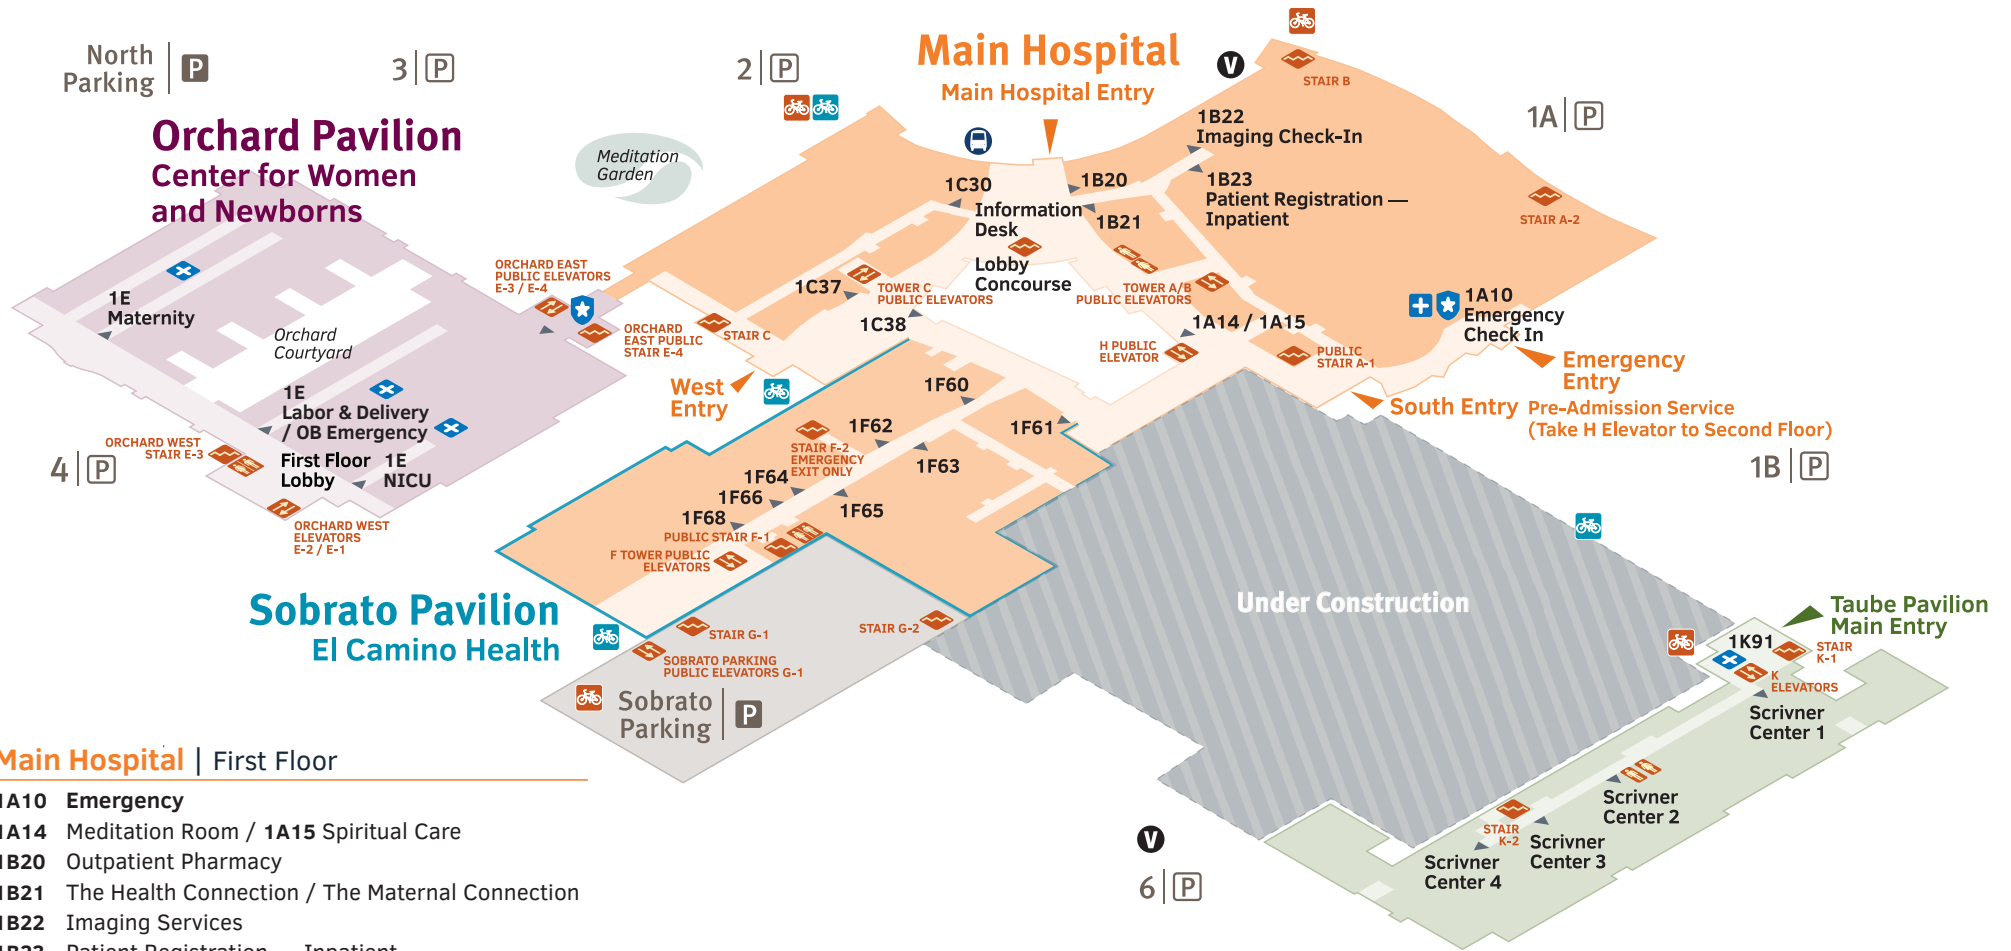 North
Parking
P
3 | P
2 | P
Main Hospital
Main Hospital Entry
V
STAIR B
1A | P
Orchard Pavilion
Center for Women
and Newborns
Meditation
Garden
1B22
Imaging Check-In
1C30
1B20
1B23
Patient Registration —
Inpatient
Information
Desk
1B21
STAIR A-2
Lobby
Concourse
ORCHARD EAST
PUBLIC ELEVATORS
E-3 / E-4
1C37
TOWER C
PUBLIC ELEVATORS
TOWER A/B
PUBLIC ELEVATORS
1E
Maternity
Orchard
Courtyard
ORCHARD
EAST PUBLIC
STAIR E-4
STAIR C
1C38
1A14 / 1A15
1A10
Emergency
Check In
H PUBLIC
ELEVATOR
PUBLIC
STAIR A-1
Emergency
Entry
West
Entry
South Entry
Pre-Admission Service
(Take H Elevator to Second Floor)
1E
Labor & Delivery
/ OB Emergency
1F60
1F62
1F61
ORCHARD WEST
STAIR E-3
STAIR F-2
EMERGENCY
EXIT ONLY
1F63
4 | P
First Floor
Lobby
1E
NICU
1B | P
1F64
1F66
1F68
1F65
ORCHARD WEST
ELEVATORS
E-2 / E-1
PUBLIC STAIR F-1
F TOWER PUBLIC
ELEVATORS
Sobrato Pavilion
El Camino Health
Under Construction
Taube Pavilion
Main Entry
STAIR G-1
STAIR G-2
1K91
STAIR
K-1
SOBRATO PARKING
PUBLIC ELEVATORS G-1
K
ELEVATORS
Sobrato
Parking
P
Scrivner
Center 1
Scrivner
Center 2
STAIR
K-2
Scrivner
Center 3
Scrivner
Center 4
V
6 | P
Main Hospital | First Floor
1A10 Emergency
1A14 Meditation Room / 1A15 Spiritual Care
1B20 Outpatient Pharmacy
1B21 The Health Connection / The Maternal Connection
1B22 Imaging Services
1B23 Patient Registration — Inpatient